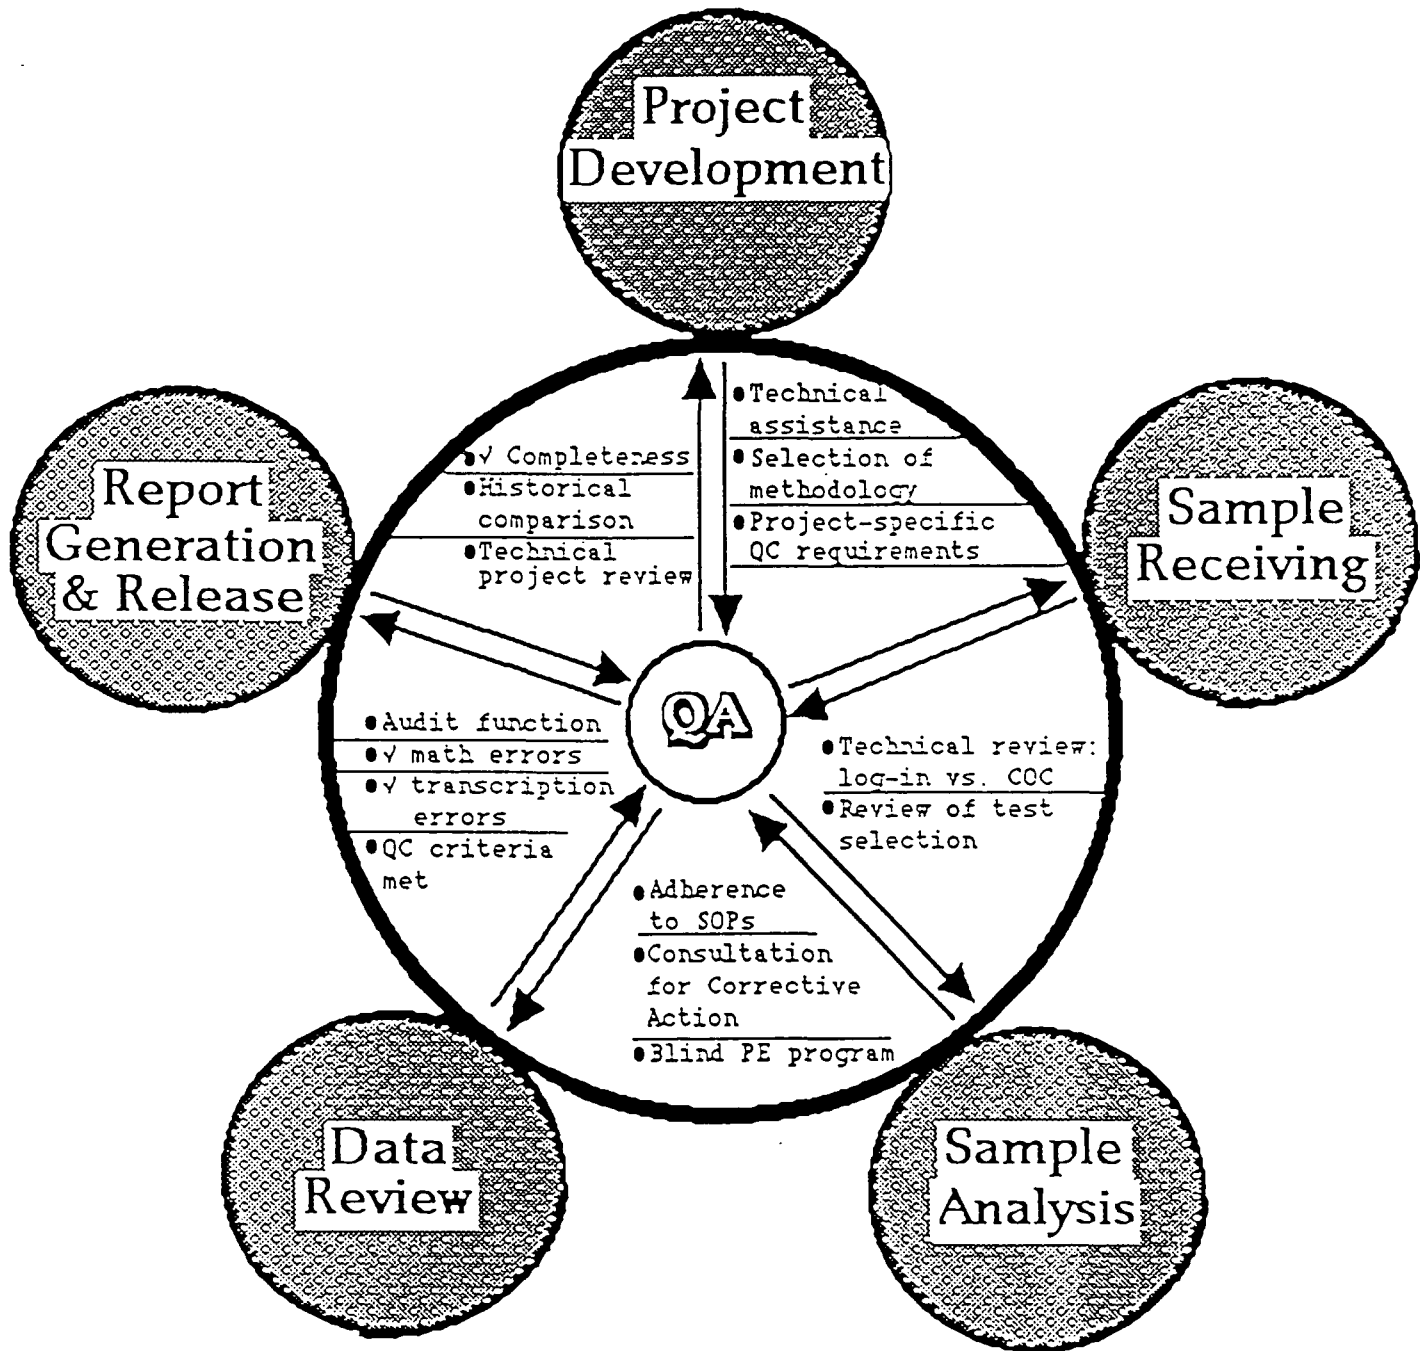 Project
Development
Report
Generation
& Release
Sample
Receiving
● √ Completeness
● Historical
comparison
● Technical
project review
● Technical
assistance
● Selection of
methodology
● Project-specific
QC requirements
QA
● Audit function
● √ math errors
● √ transcription
errors
● QC criteria
met
● Technical review:
log-in vs. COC
● Review of test
selection
● Adherence
to SOPs
● Consultation
for Corrective
Action
● Blind PE program
Data
Review
Sample
Analysis